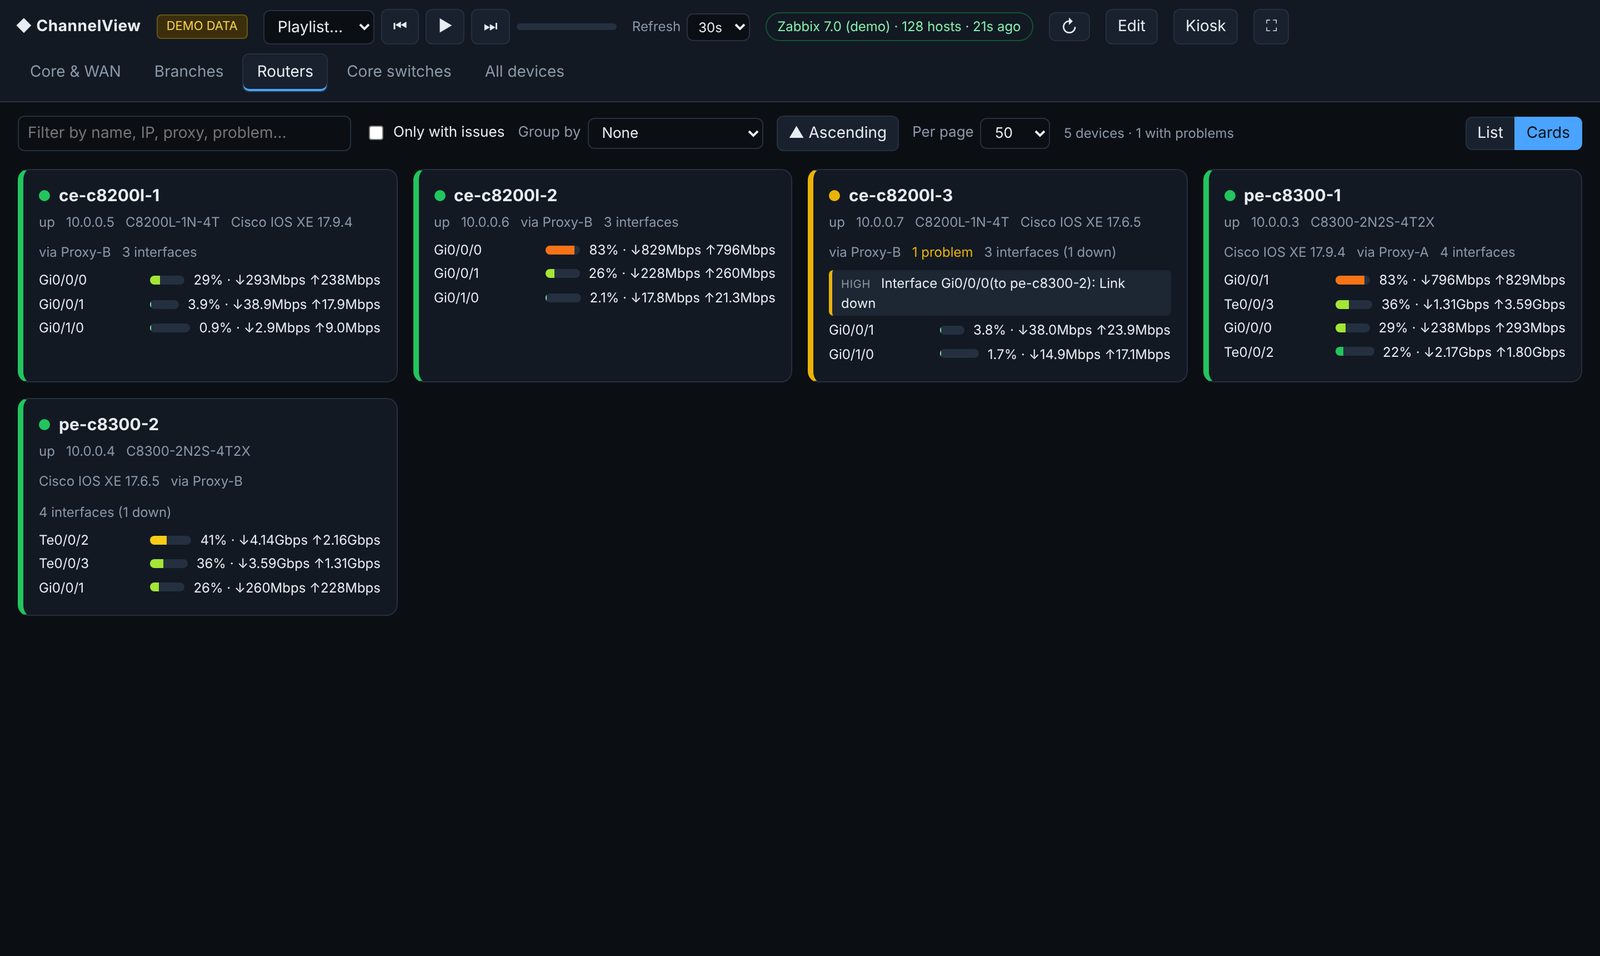 ◆ ChannelView DEMO DATA Playlist... Refresh 30s Zabbix 7.0 (demo) · 128 hosts · 21s ago Edit Kiosk
Core & WAN Branches Routers Core switches All devices
Filter by name, IP, proxy, problem... Only with issues Group by None ▲ Ascending Per page 50 5 devices · 1 with problems List Cards
ce-c8200l-1
up 10.0.0.5 C8200L-1N-4T Cisco IOS XE 17.9.4
via Proxy-B 3 interfaces
Gi0/0/0 29% · ↓293Mbps ↑238Mbps
Gi0/0/1 3.9% · ↓38.9Mbps ↑17.9Mbps
Gi0/1/0 0.9% · ↓2.9Mbps ↑9.0Mbps
ce-c8200l-2
up 10.0.0.6 via Proxy-B 3 interfaces
Gi0/0/0 83% · ↓829Mbps ↑796Mbps
Gi0/0/1 26% · ↓228Mbps ↑260Mbps
Gi0/1/0 2.1% · ↓17.8Mbps ↑21.3Mbps
ce-c8200l-3
up 10.0.0.7 C8200L-1N-4T Cisco IOS XE 17.6.5
via Proxy-B 1 problem 3 interfaces (1 down)
HIGH Interface Gi0/0/0(to pe-c8300-2): Link
down
Gi0/0/1 3.8% · ↓38.0Mbps ↑23.9Mbps
Gi0/1/0 1.7% · ↓14.9Mbps ↑17.1Mbps
pe-c8300-1
up 10.0.0.3 C8300-2N2S-4T2X
Cisco IOS XE 17.9.4 via Proxy-A 4 interfaces
Gi0/0/1 83% · ↓796Mbps ↑829Mbps
Te0/0/3 36% · ↓1.31Gbps ↑3.59Gbps
Gi0/0/0 29% · ↓238Mbps ↑293Mbps
Te0/0/2 22% · ↓2.17Gbps ↑1.80Gbps
pe-c8300-2
up 10.0.0.4 C8300-2N2S-4T2X
Cisco IOS XE 17.6.5 via Proxy-B
4 interfaces (1 down)
Te0/0/2 41% · ↓4.14Gbps ↑2.16Gbps
Te0/0/3 36% · ↓3.59Gbps ↑1.31Gbps
Gi0/0/1 26% · ↓260Mbps ↑228Mbps